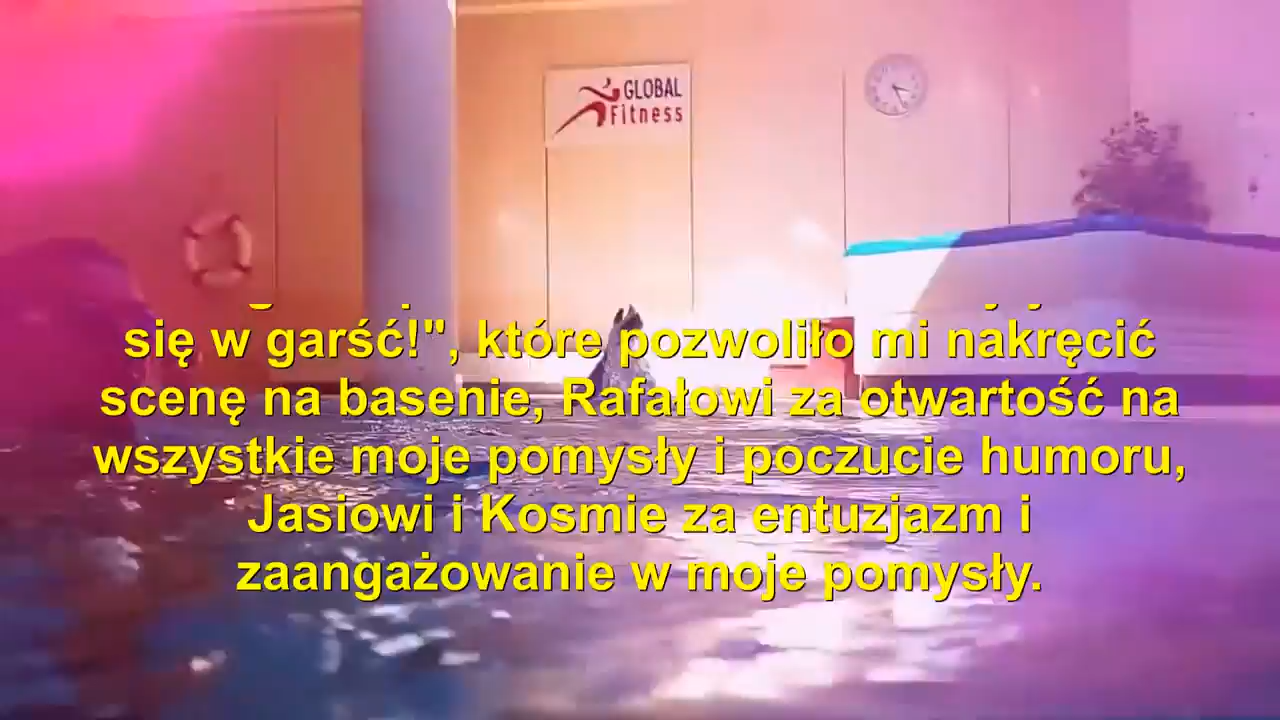 GLOBAL
Fitness
się w garść!", które pozwoliło mi nakręcić
scenę na basenie, Rafałowi za otwartość na
wszystkie moje pomysły i poczucie humoru,
Jasiowi i Kosmie za entuzjazm i
zaangażowanie w moje pomysły.